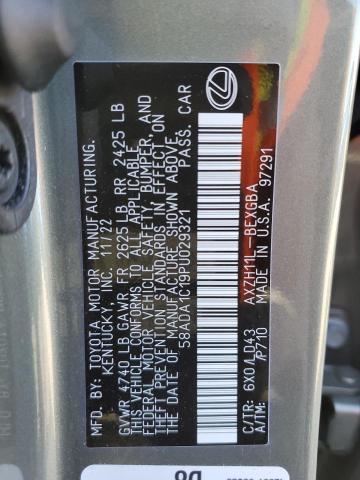 MFD.BY: TOYOTA MOTOR MANUFACTURING.
KENTUCKY, INC. 11/22
GVWR 4740 LB GAWR FR 2625 LB RR 2425 LB
THIS VEHICLE CONFORMS TO ALL APPLICABLE
FEDERAL MOTOR VEHICLE SAFETY, BUMPER, AND
THEFT PREVENTION STANDARDS IN EFFECT ON
THE DATE OF MANUFACTURE SHOWN ABOVE.
58ADA1C19PU026321 PASS. CAR
C/TR: 6X0/LD43 AXZH11L-BEXGBA
A/TM: /P710 MADE IN U.S.A. 97291